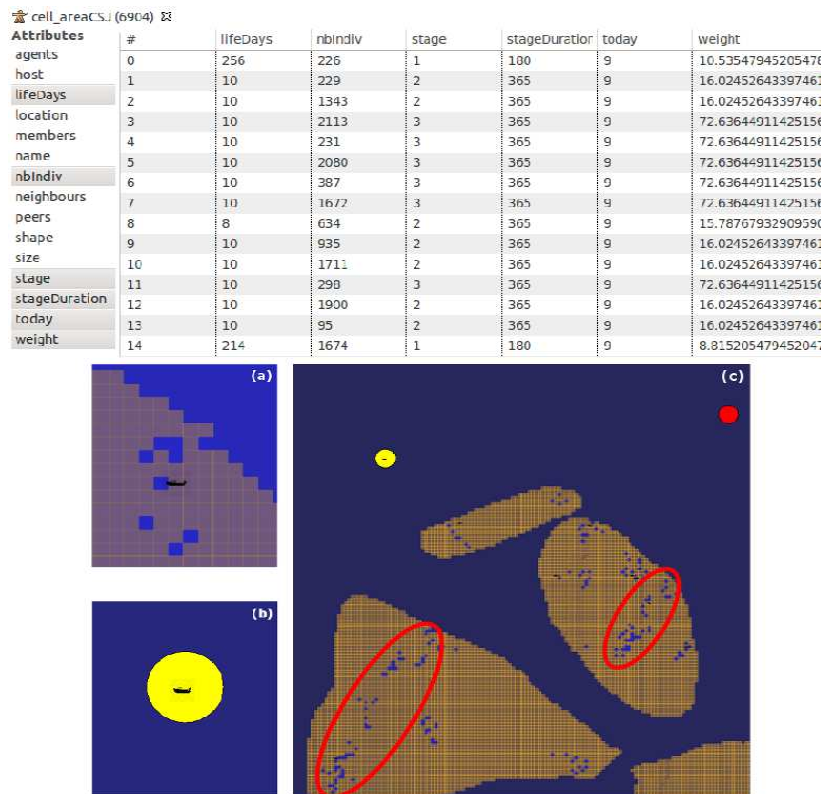 cell_areaCSJ (6904)
Attributes
agents
host
lifeDays
location
members
name
nbIndiv
neighbours
peers
shape
size
stage
stageDuration
today
weight
# lifeDays nbIndiv stage stageDuration today weight
0 256 226 1 180 9 10.53547945205478
1 10 229 2 365 9 16.02452643397461
2 10 1343 2 365 9 16.02452643397461
3 10 2113 3 365 9 72.63644911425156
4 10 231 3 365 9 72.63644911425156
5 10 2080 3 365 9 72.63644911425156
6 10 387 3 365 9 72.63644911425156
7 10 1672 3 365 9 72.63644911425156
8 8 634 2 365 9 15.78767932909590
9 10 935 2 365 9 16.02452643397461
10 10 1711 2 365 9 16.02452643397461
11 10 298 3 365 9 72.63644911425156
12 10 1900 2 365 9 16.02452643397461
13 10 95 2 365 9 16.02452643397461
14 214 1674 1 180 9 8.815205479452047
(a)
(b)
(c)